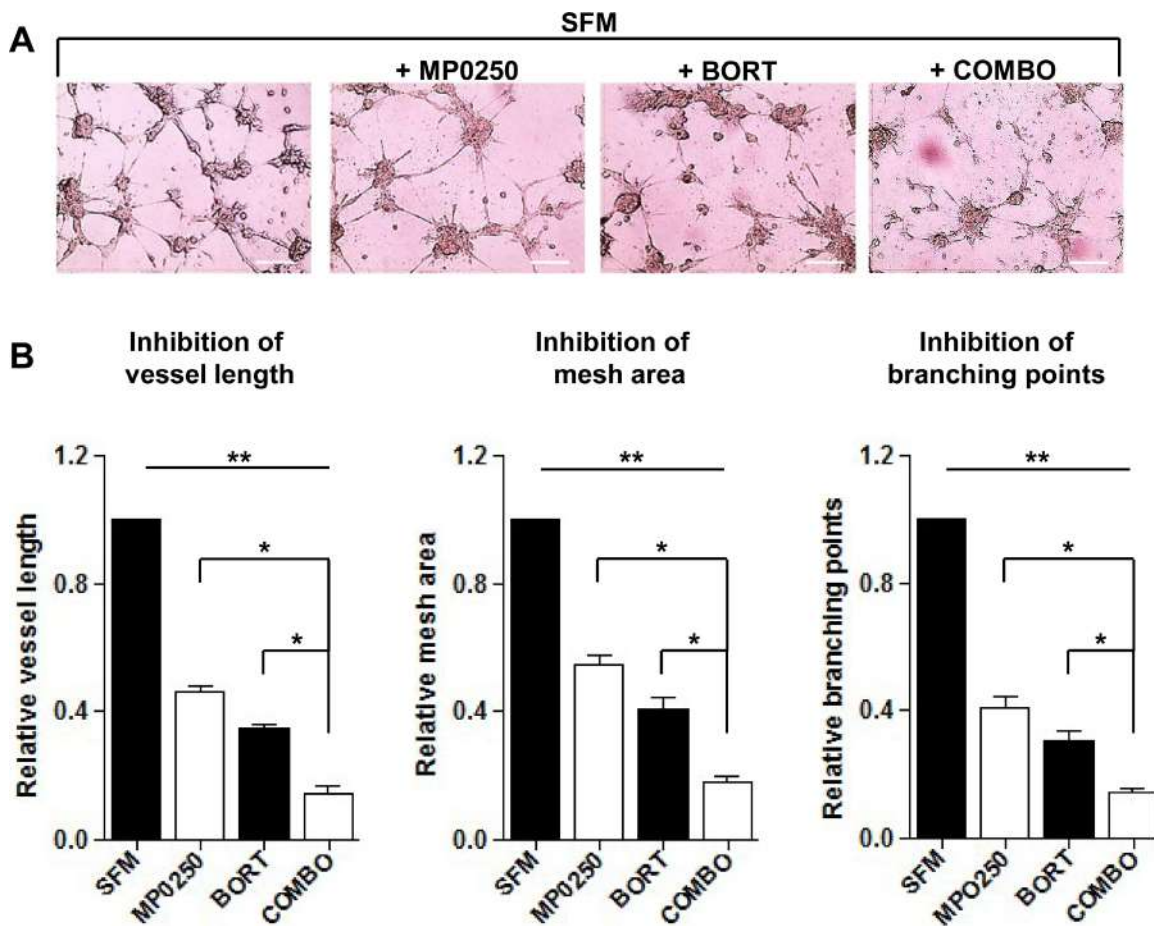 A
SFM
+ MP0250
+ BORT
+ COMBO
B
Inhibition of
vessel length
Relative vessel length
1.2
0.8
0.4
0.0
**
*
*
SFM
MP0250
BORT
COMBO
Inhibition of
mesh area
Relative mesh area
1.2
0.8
0.4
0.0
**
*
*
SFM
MP0250
BORT
COMBO
Inhibition of
branching points
Relative branching points
1.2
0.8
0.4
0.0
**
*
*
SFM
MPO250
BORT
COMBO